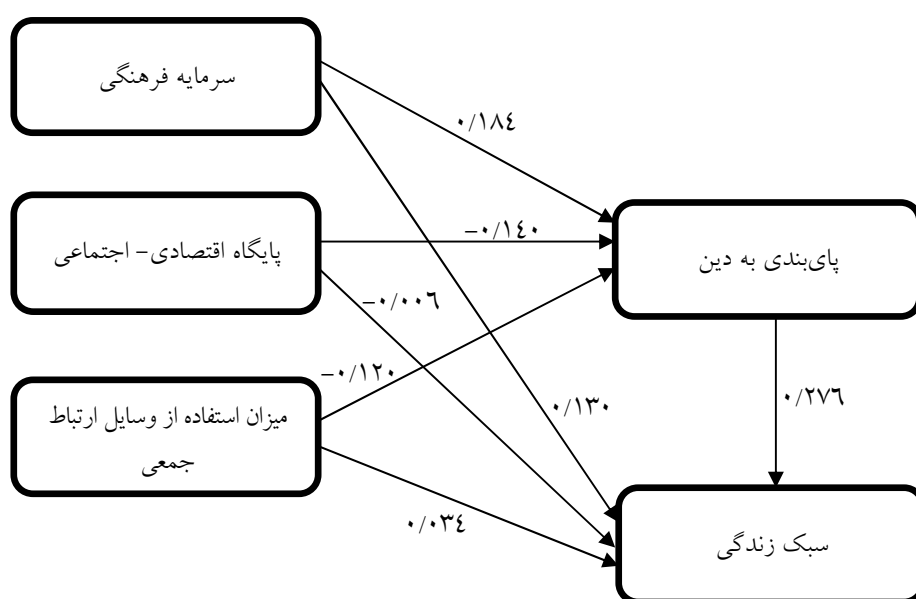 سرمایه فرهنگی
۰/۱۸٤
پایگاه اقتصادی- اجتماعی
-۰/۱٤۰
پای‌بندی به دین
-۰/۰۰٦
-۰/۱۲۰
میزان استفاده از وسایل ارتباط
جمعی
۰/۱۳۰
۰/۲۷٦
۰/۰۳٤
سبک زندگی